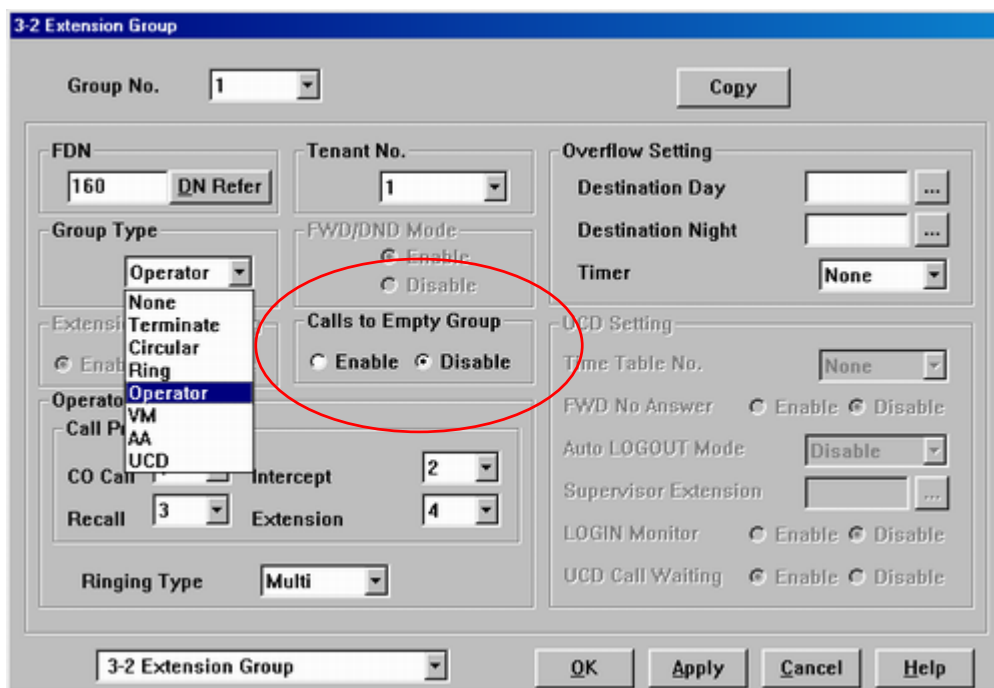 3-2 Extension Group
Group No. 1 Copy
FDN Tenant No. Overflow Setting
160 DN Refer 1 Destination Day ...
Group Type FWD/DND Mode Destination Night ...
Enable
Operator Disable Timer None
None
Terminate
Circular
Ring
Operator
VM
AA
UCD
Calls to Empty Group UCD Setting
Enable Disable Time Table No. None
FWD No Answer Enable Disable
Auto LOGOUT Mode Disable
CO Call Intercept 2 Supervisor Extension ...
Recall 3 Extension 4 LOGIN Monitor Enable Disable
Ringing Type Multi UCD Call Waiting Enable Disable
3-2 Extension Group OK Apply Cancel Help